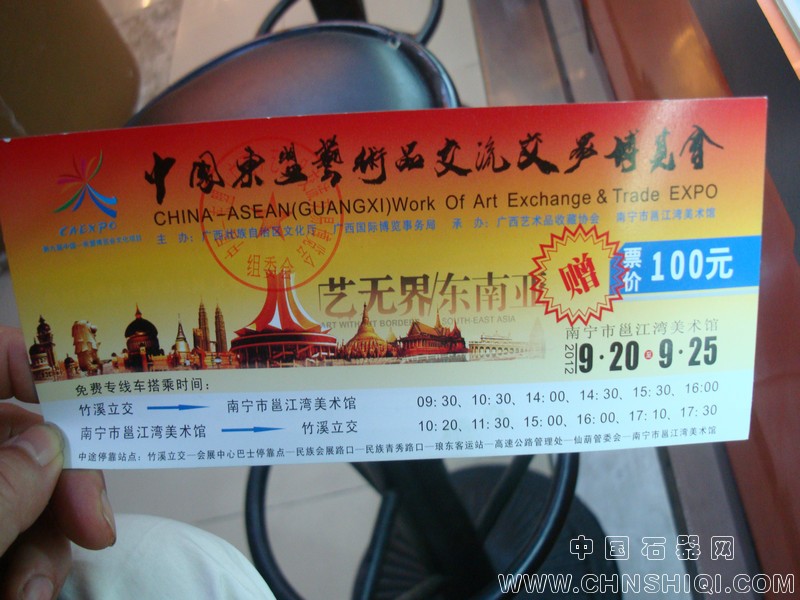 中國东盟藝術品交流交易博覽會
CHINA-ASEAN(GUANGXI)Work Of Art Exchange & Trade EXPO
CAEXPO
主 办：广西壮族自治区文化厅 广西国际博览事务局 承 办：广西艺术品收藏协会 南宁市邕江湾美术馆
组委会
赠
票价 100元
艺无界/东南亚
ART WITHOUT BORDERS SOUTH-EAST ASIA
南宁市邕江湾美术馆
2012 9·20至9·25
免费专线车搭乘时间：
竹溪立交 → 南宁市邕江湾美术馆 09:30、10:30、14:00、14:30、15:30、16:00
南宁市邕江湾美术馆 → 竹溪立交 10:20、11:30、15:00、16:00、17:10、17:30
中途停靠站点：竹溪立交—会展中心巴士停靠点—民族会展路口—民族青秀路口—琅东客运站—高速公路管理处—仙葫管委会—南宁市邕江湾美术馆
中国石器网
WWW.CHNSHIQI.COM